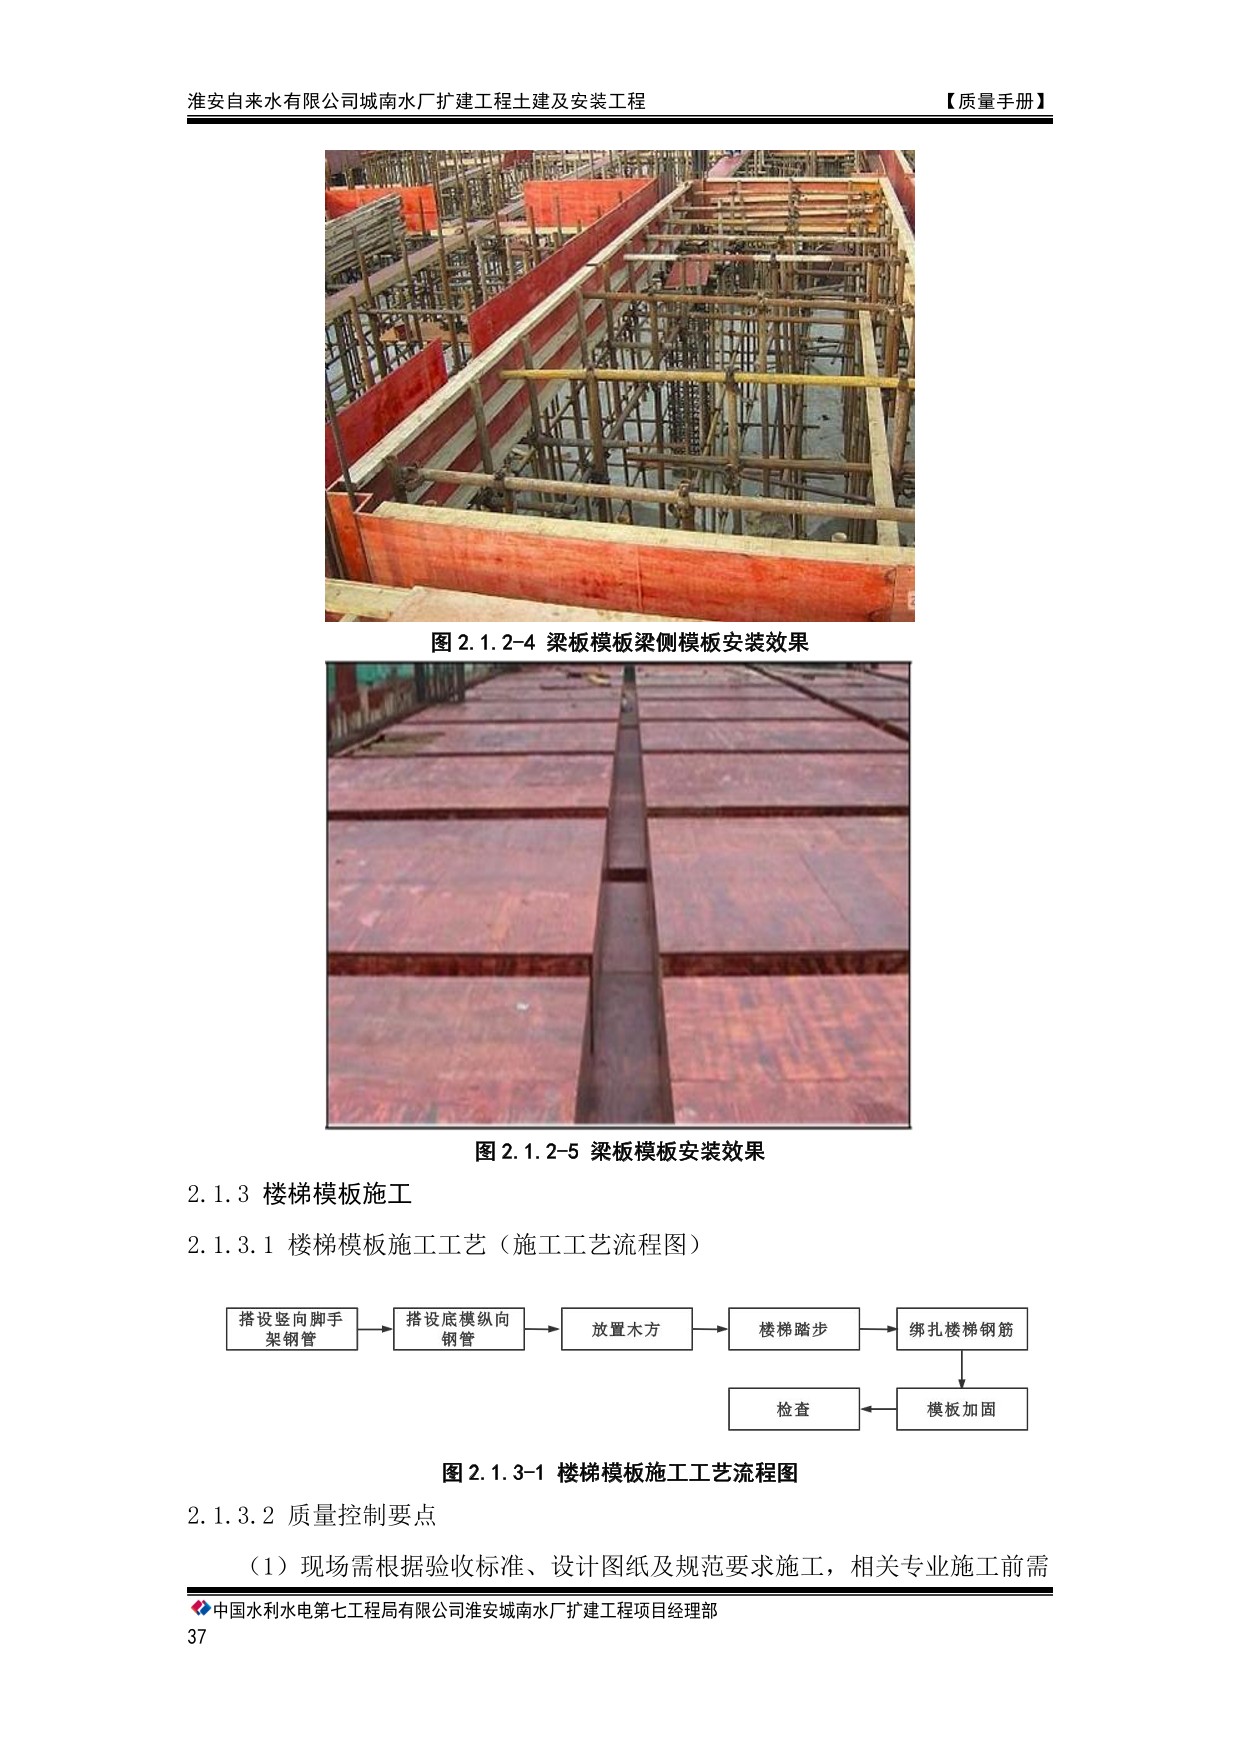 淮安自来水有限公司城南水厂扩建工程土建及安装工程 【质量手册】
图 2.1.2-4 梁板模板梁侧模板安装效果
图 2.1.2-5 梁板模板安装效果
2.1.3 楼梯模板施工
2.1.3.1 楼梯模板施工工艺（施工工艺流程图）
搭设竖向脚手
架钢管
搭设底模纵向
钢管
放置木方
楼梯踏步
绑扎楼梯钢筋
模板加固
检查
图 2.1.3-1 楼梯模板施工工艺流程图
2.1.3.2 质量控制要点
（1）现场需根据验收标准、设计图纸及规范要求施工，相关专业施工前需
中国水利水电第七工程局有限公司淮安城南水厂扩建工程项目经理部
37